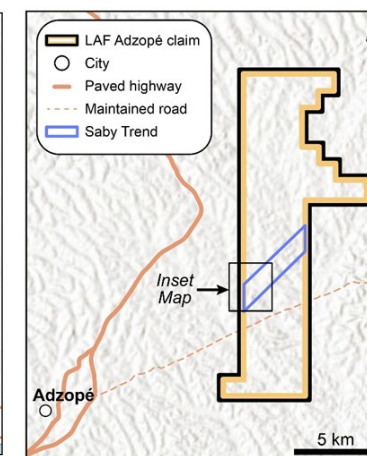 LAF Adzopé claim
City
Paved highway
Maintained road
Saby Trend
Inset
Map
Adzopé
5 km